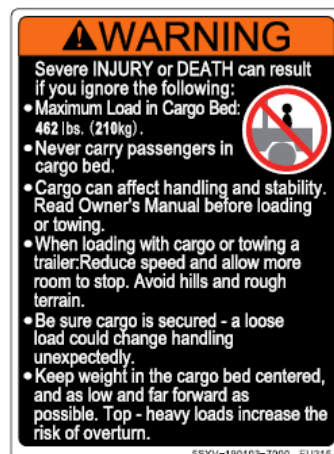 WARNING
Severe INJURY or DEATH can result
if you ignore the following:
•Maximum Load in Cargo Bed:
462 lbs. (210kg).
•Never carry passengers in
cargo bed.
•Cargo can affect handling and stability.
Read Owner's Manual before loading
or towing.
•When loading with cargo or towing a
trailer:Reduce speed and allow more
room to stop. Avoid hills and rough
terrain.
•Be sure cargo is secured - a loose
load could change handling
unexpectedly.
•Keep weight in the cargo bed centered,
and as low and far forward as
possible. Top - heavy loads increase the
risk of overturn.